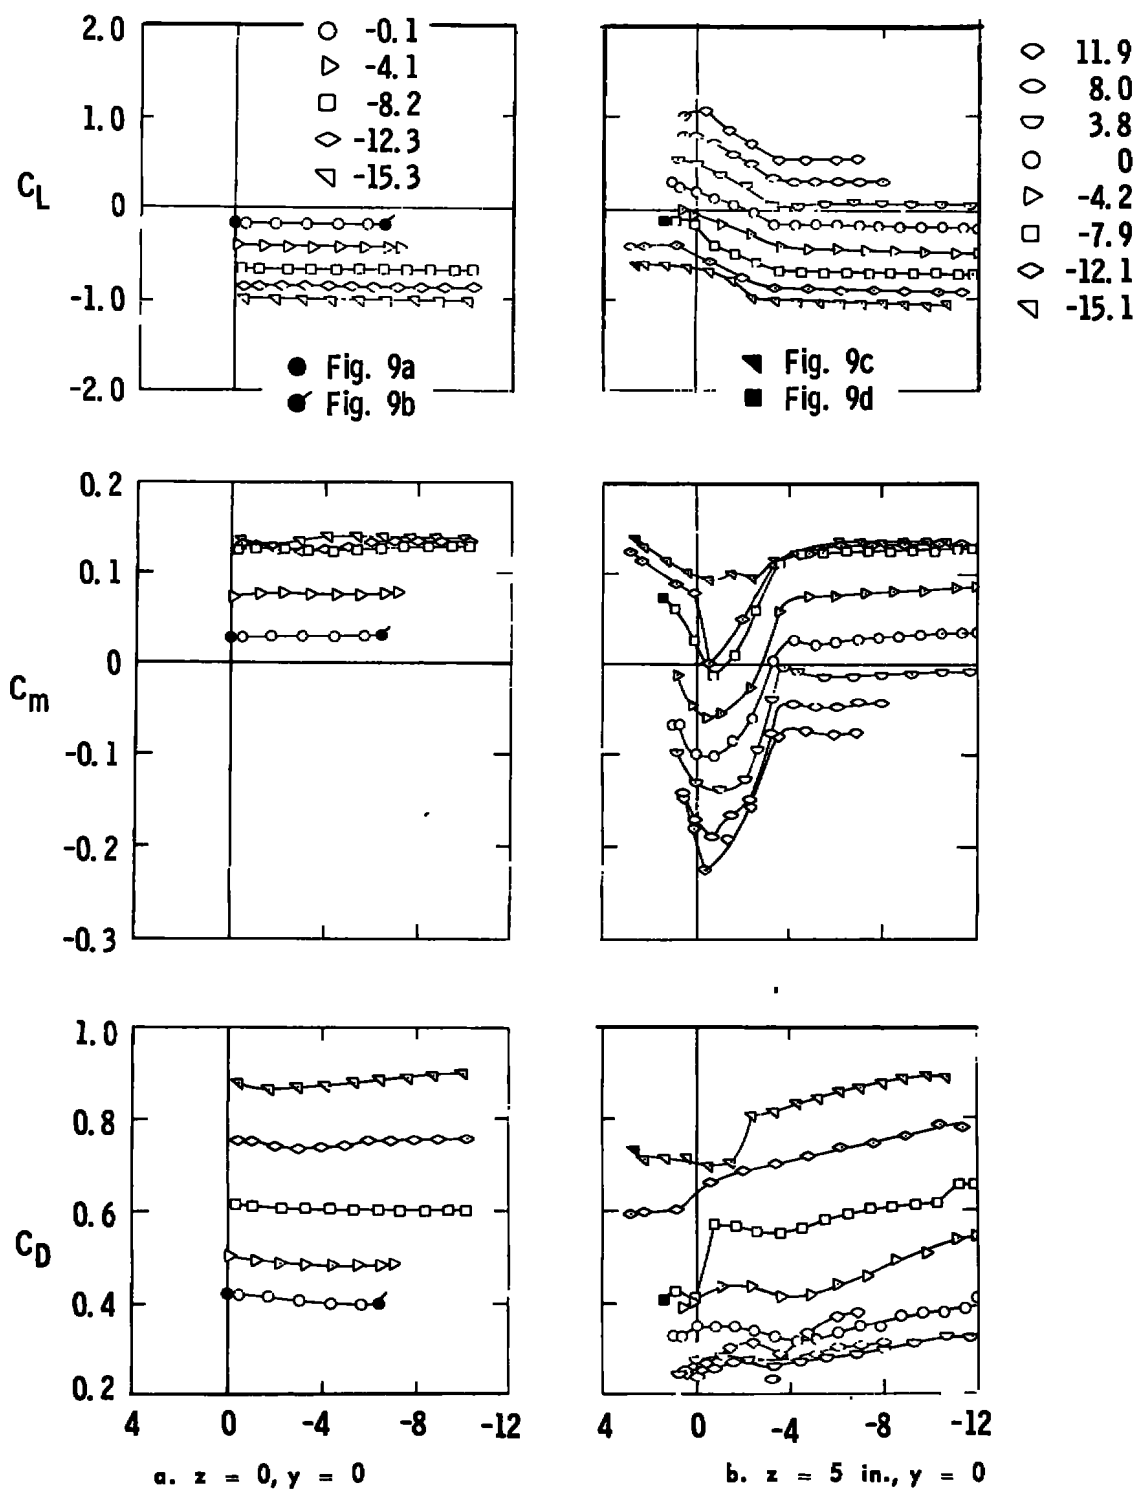 2.0
1.0
0
-1.0
-2.0
C_L
-0.1
-4.1
-8.2
-12.3
-15.3
Fig. 9a
Fig. 9b
Fig. 9c
Fig. 9d
11.9
8.0
3.8
0
-4.2
-7.9
-12.1
-15.1
0.2
0.1
0
-0.1
-0.2
-0.3
C_m
1.0
0.8
0.6
0.4
0.2
C_D
4 0 -4 -8 -12
4 0 -4 -8 -12
a. z = 0, y = 0
b. z = 5 in., y = 0